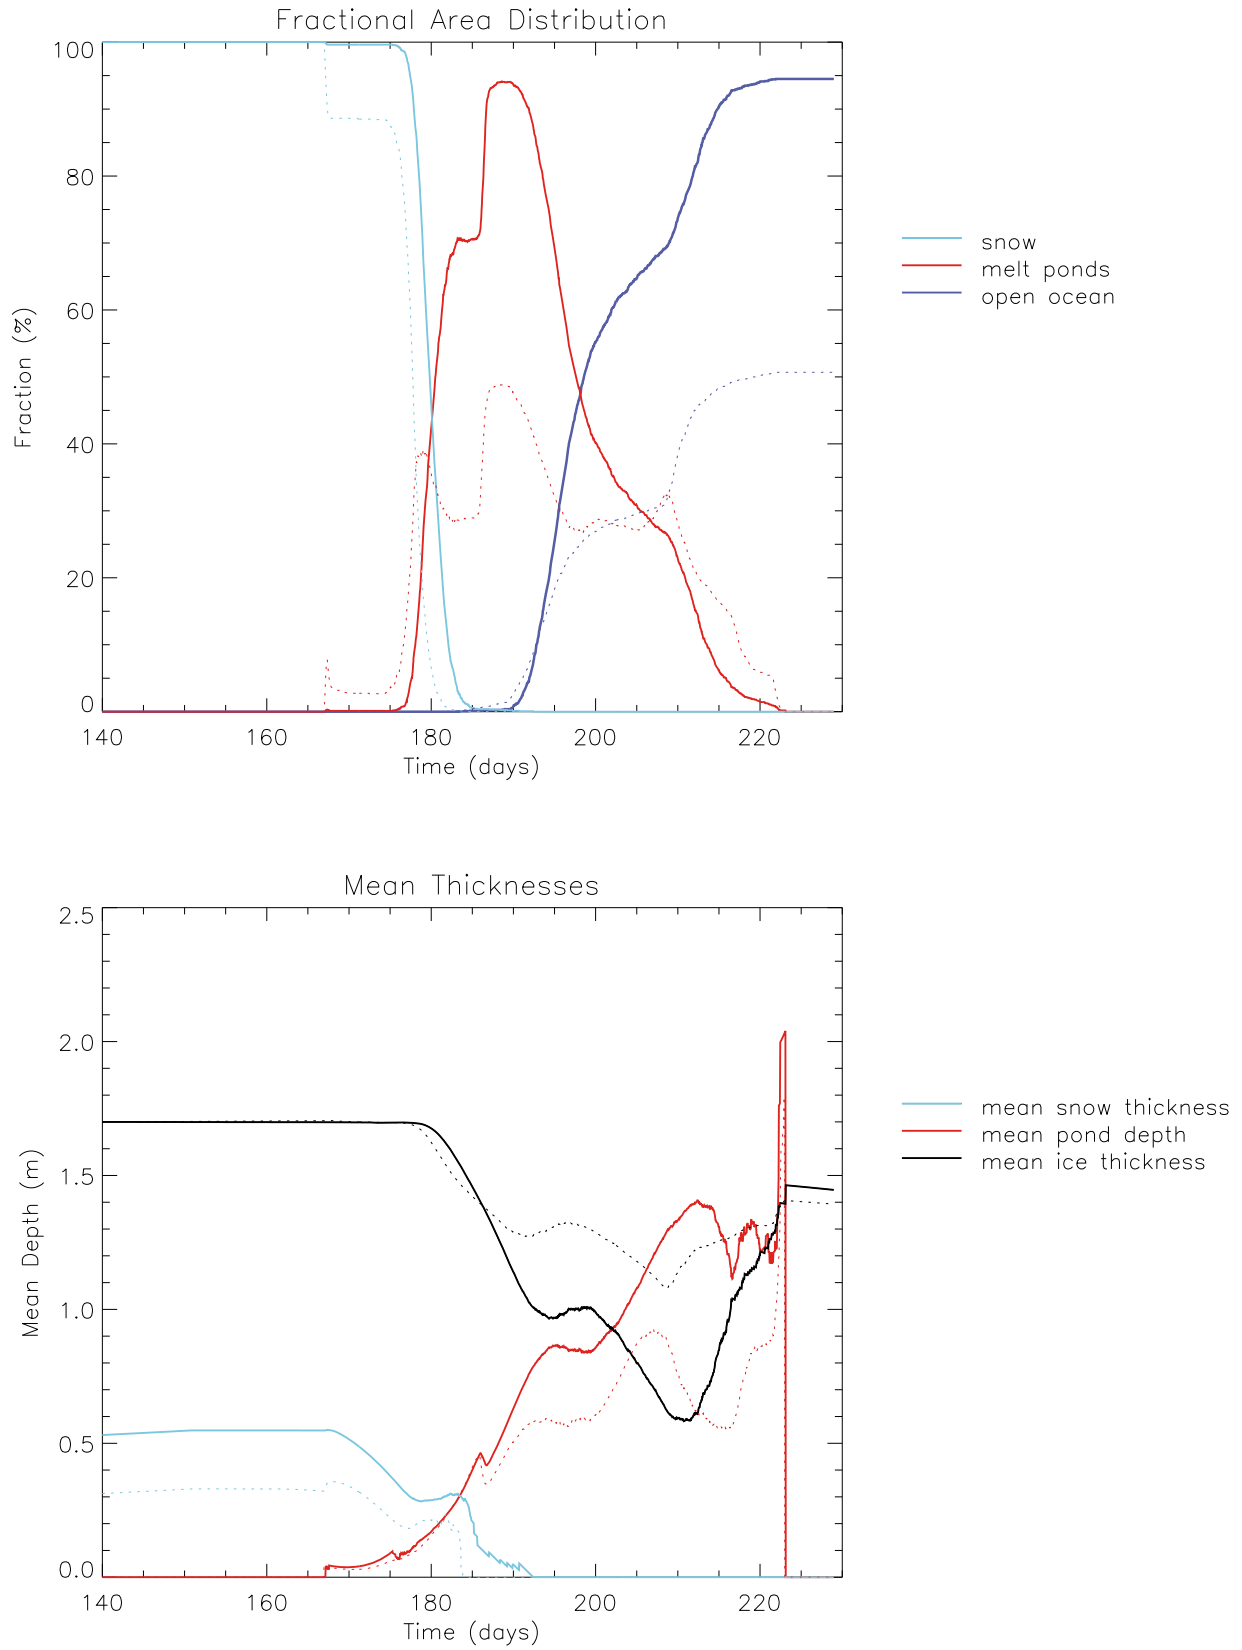 Fractional Area Distribution
100
80
60
40
20
0
Fraction (%)
140 160 180 200 220
Time (days)
snow
melt ponds
open ocean
Mean Thicknesses
2.5
2.0
1.5
1.0
0.5
0.0
Mean Depth (m)
140 160 180 200 220
Time (days)
mean snow thickness
mean pond depth
mean ice thickness